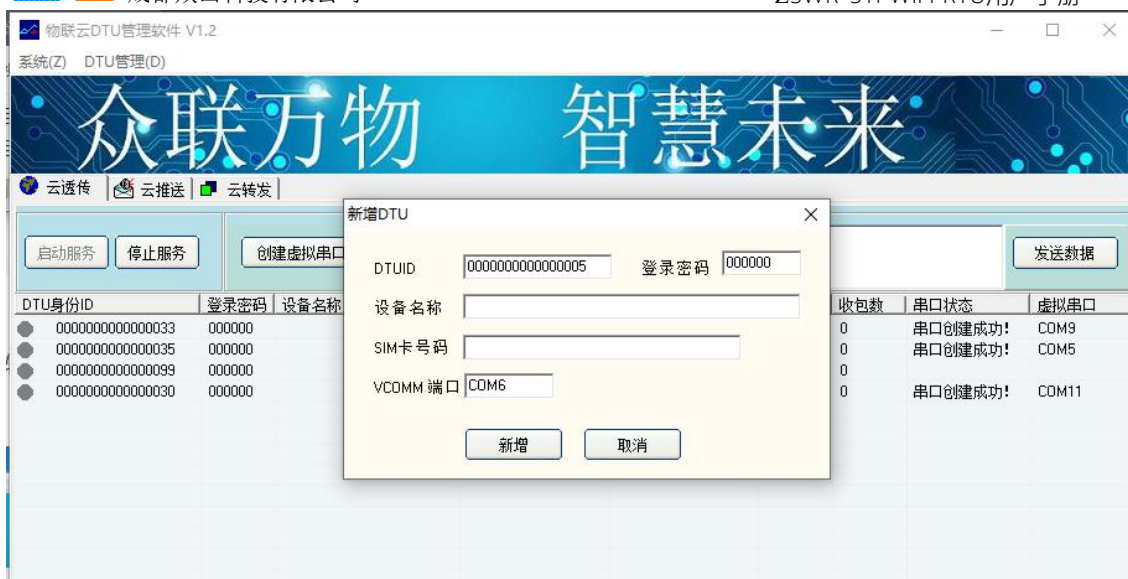 物联云DTU管理软件 V1.2
系统(Z) DTU管理(D)
众联万物 智慧未来
云透传 云推送 云转发
新增DTU
启动服务 停止服务 创建虚拟串口 发送数据
DTUID 0000000000000005 登录密码 000000
设备名称
SIM卡号码
VCOMM 端口 COM6
新增 取消
DTU身份ID 登录密码 设备名称 收包数 串口状态 虚拟串口
0000000000000033 000000 0 串口创建成功! COM9
0000000000000035 000000 0 串口创建成功! COM5
0000000000000099 000000 0
0000000000000030 000000 0 串口创建成功! COM11